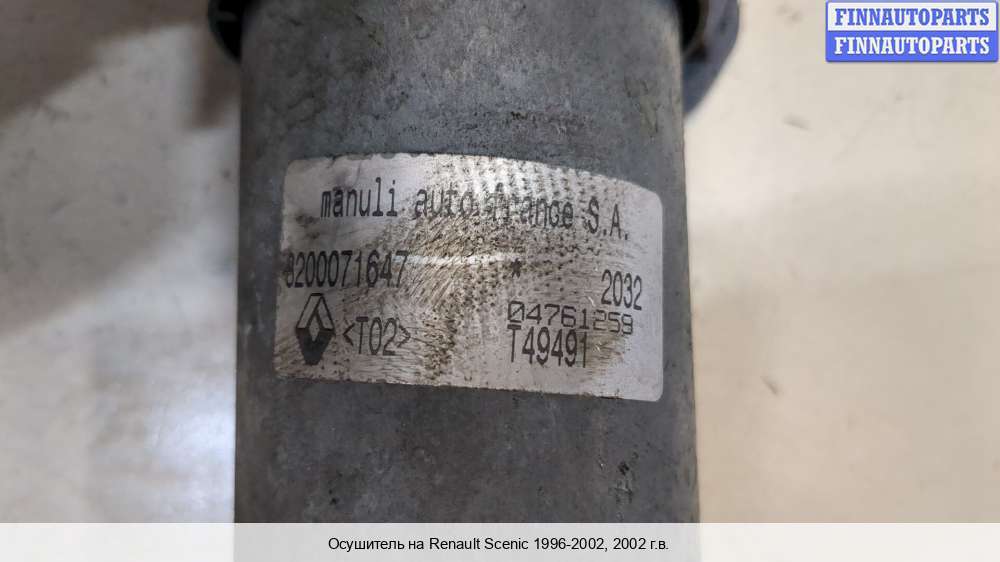 FINNAUTOPARTS
FINNAUTOPARTS
manuli auto france S.A.
8200071647 * 2032
04761259
<T02> T49491
Осушитель на Renault Scenic 1996-2002, 2002 г.в.